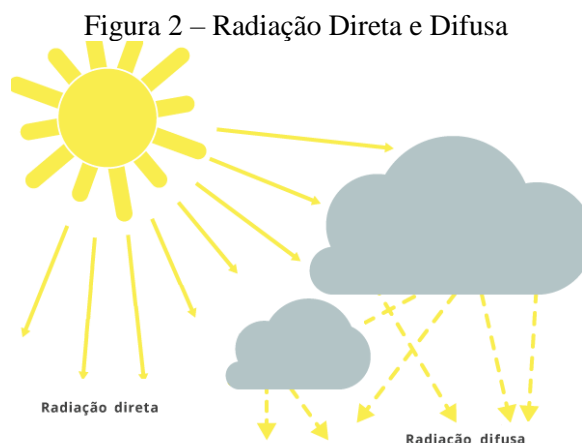 Figura 2 – Radiação Direta e Difusa
Radiação direta
Radiação difusa